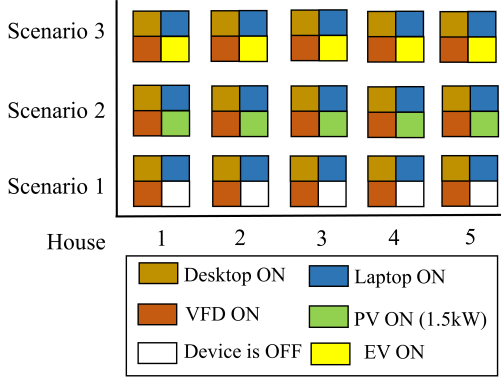 Scenario 3
Scenario 2
Scenario 1
House 1 2 3 4 5
Desktop ON Laptop ON
VFD ON PV ON (1.5kW)
Device is OFF EV ON